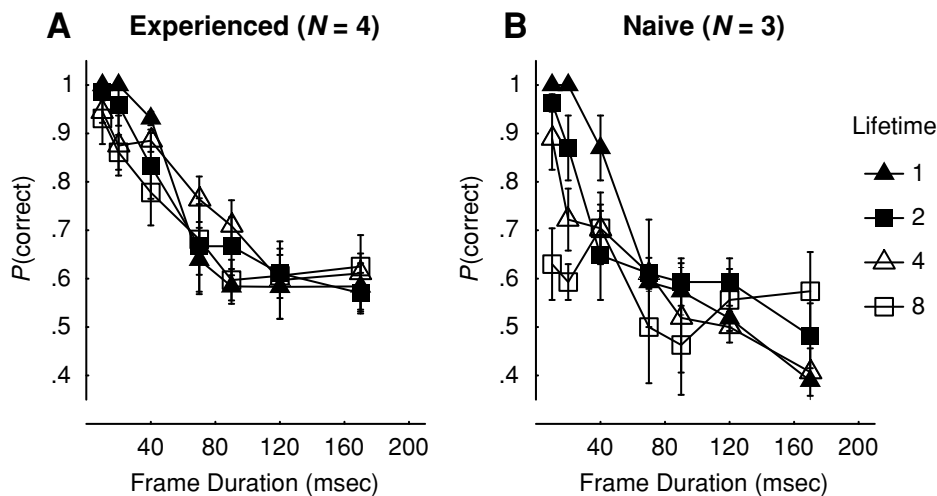 A Experienced (N = 4)
B Naive (N = 3)
P(correct)
1
.9
.8
.7
.6
.5
.4
40 80 120 160 200
Frame Duration (msec)
P(correct)
1
.9
.8
.7
.6
.5
.4
40 80 120 160 200
Frame Duration (msec)
Lifetime
1
2
4
8